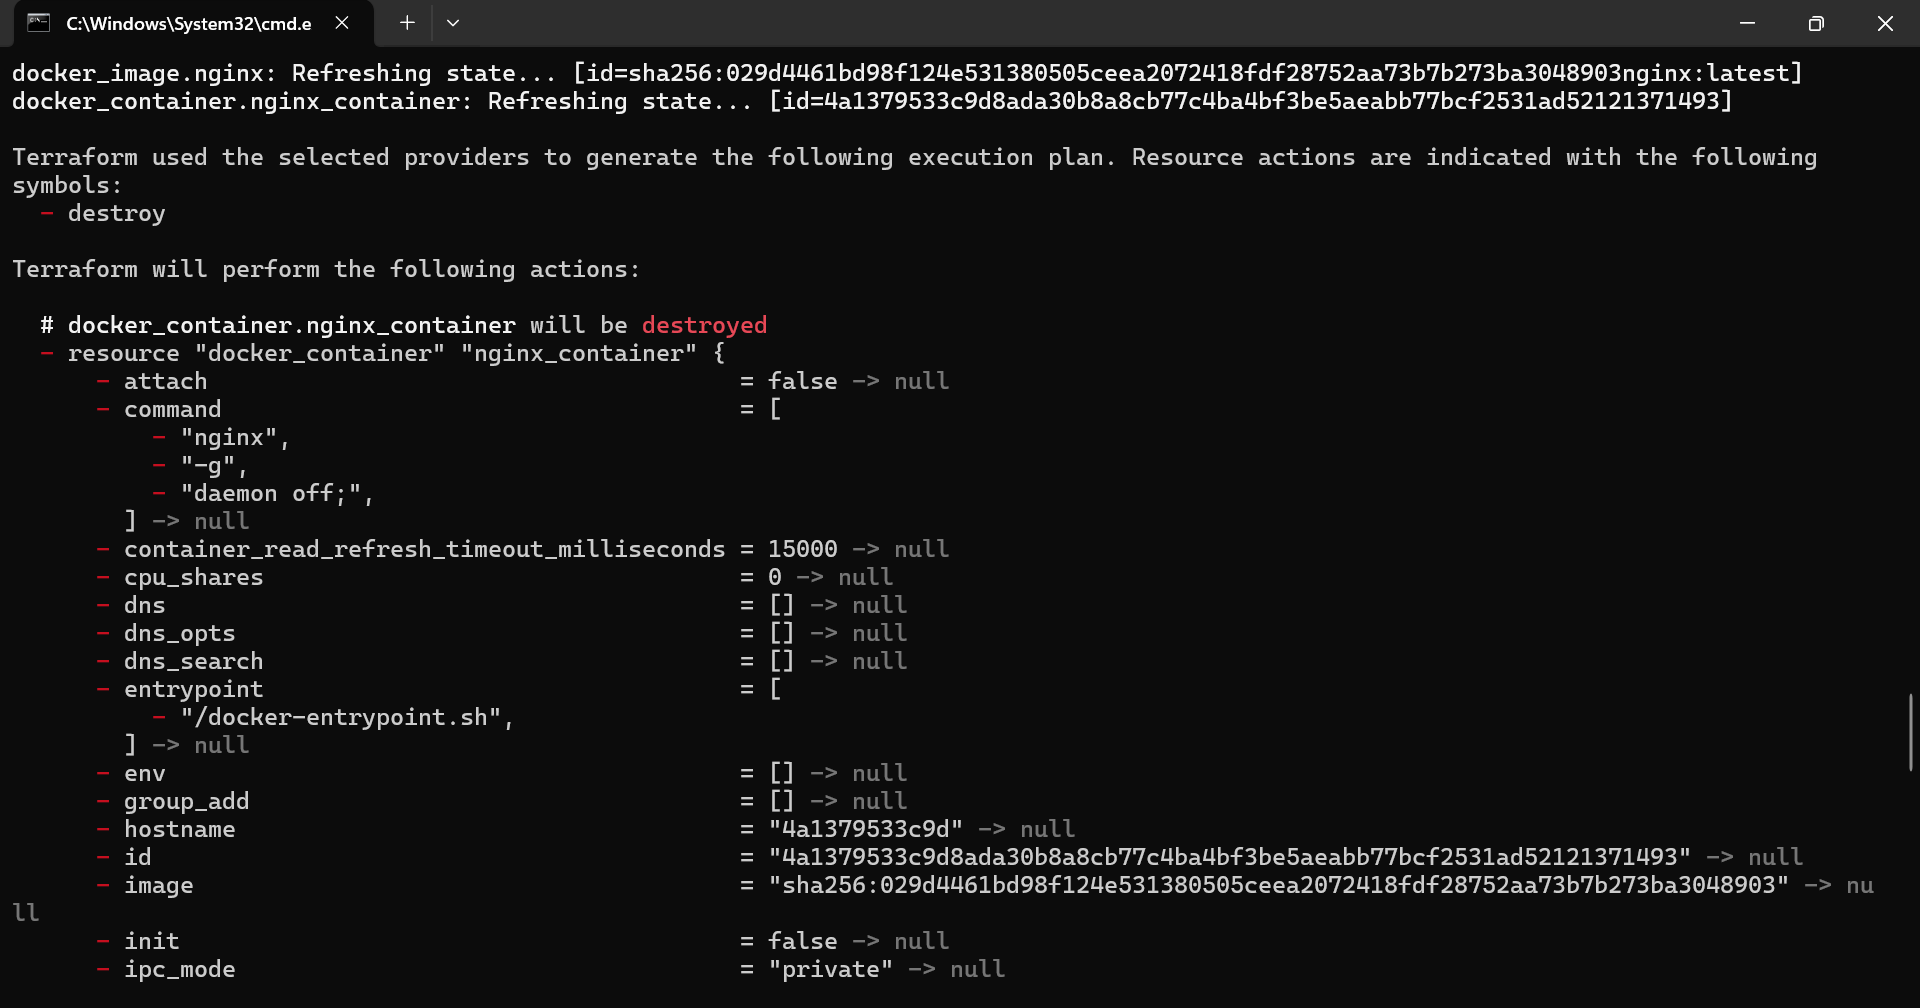 C:\Windows\System32\cmd.e
docker_image.nginx: Refreshing state... [id=sha256:029d4461bd98f124e531380505ceea2072418fdf28752aa73b7b273ba3048903nginx:latest]
docker_container.nginx_container: Refreshing state... [id=4a1379533c9d8ada30b8a8cb77c4ba4bf3be5aeabb77bcf2531ad52121371493]
Terraform used the selected providers to generate the following execution plan. Resource actions are indicated with the following
symbols:
  - destroy
Terraform will perform the following actions:
  # docker_container.nginx_container will be destroyed
  - resource "docker_container" "nginx_container" {
      - attach                                      = false -> null
      - command                                     = [
          - "nginx",
          - "-g",
          - "daemon off;",
        ] -> null
      - container_read_refresh_timeout_milliseconds = 15000 -> null
      - cpu_shares                                  = 0 -> null
      - dns                                         = [] -> null
      - dns_opts                                    = [] -> null
      - dns_search                                  = [] -> null
      - entrypoint                                  = [
          - "/docker-entrypoint.sh",
        ] -> null
      - env                                         = [] -> null
      - group_add                                   = [] -> null
      - hostname                                    = "4a1379533c9d" -> null
      - id                                          = "4a1379533c9d8ada30b8a8cb77c4ba4bf3be5aeabb77bcf2531ad52121371493" -> null
      - image                                       = "sha256:029d4461bd98f124e531380505ceea2072418fdf28752aa73b7b273ba3048903" -> nu
ll
      - init                                        = false -> null
      - ipc_mode                                    = "private" -> null